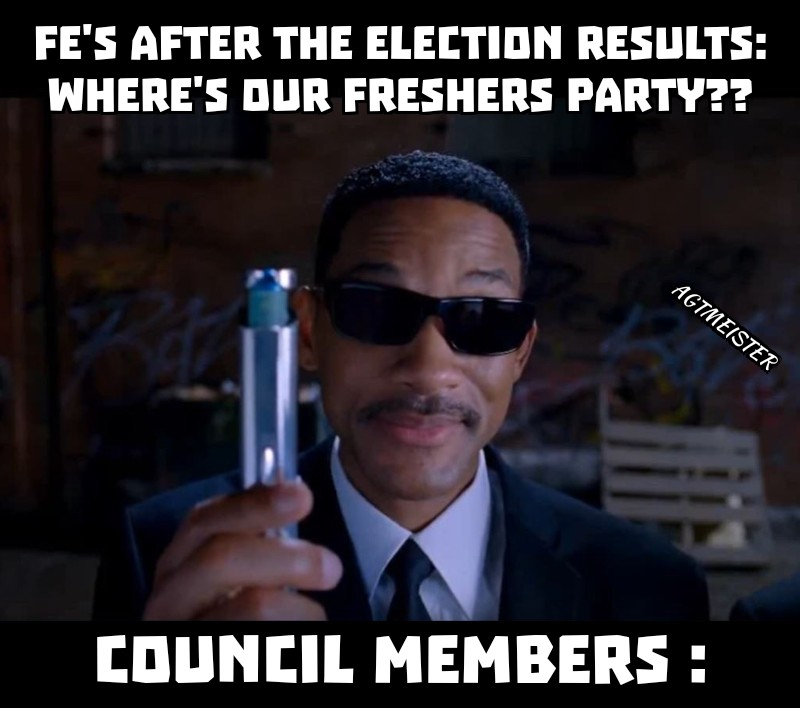 FE'S AFTER THE ELECTION RESULTS:
WHERE'S OUR FRESHERS PARTY??
AGTMEISTER
COUNCIL MEMBERS :